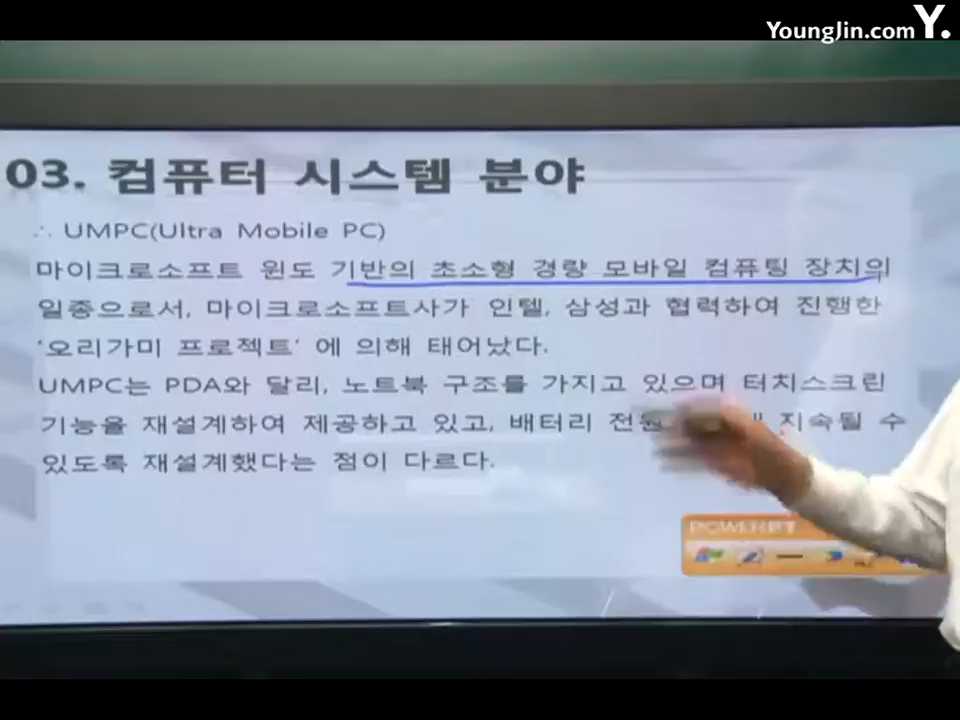 YoungJin.com Y.
03. 컴퓨터 시스템 분야
∴ UMPC(Ultra Mobile PC)
마이크로소프트 윈도 기반의 초소형 경량 모바일 컴퓨팅 장치의
일종으로서, 마이크로소프트사가 인텔, 삼성과 협력하여 진행한
'오리가미 프로젝트' 에 의해 태어났다.
UMPC는 PDA와 달리, 노트북 구조를 가지고 있으며 터치스크린
기능을 재설계하여 제공하고 있고, 배터리 지속될 수
있도록 재설계했다는 점이 다르다.
POWERPT